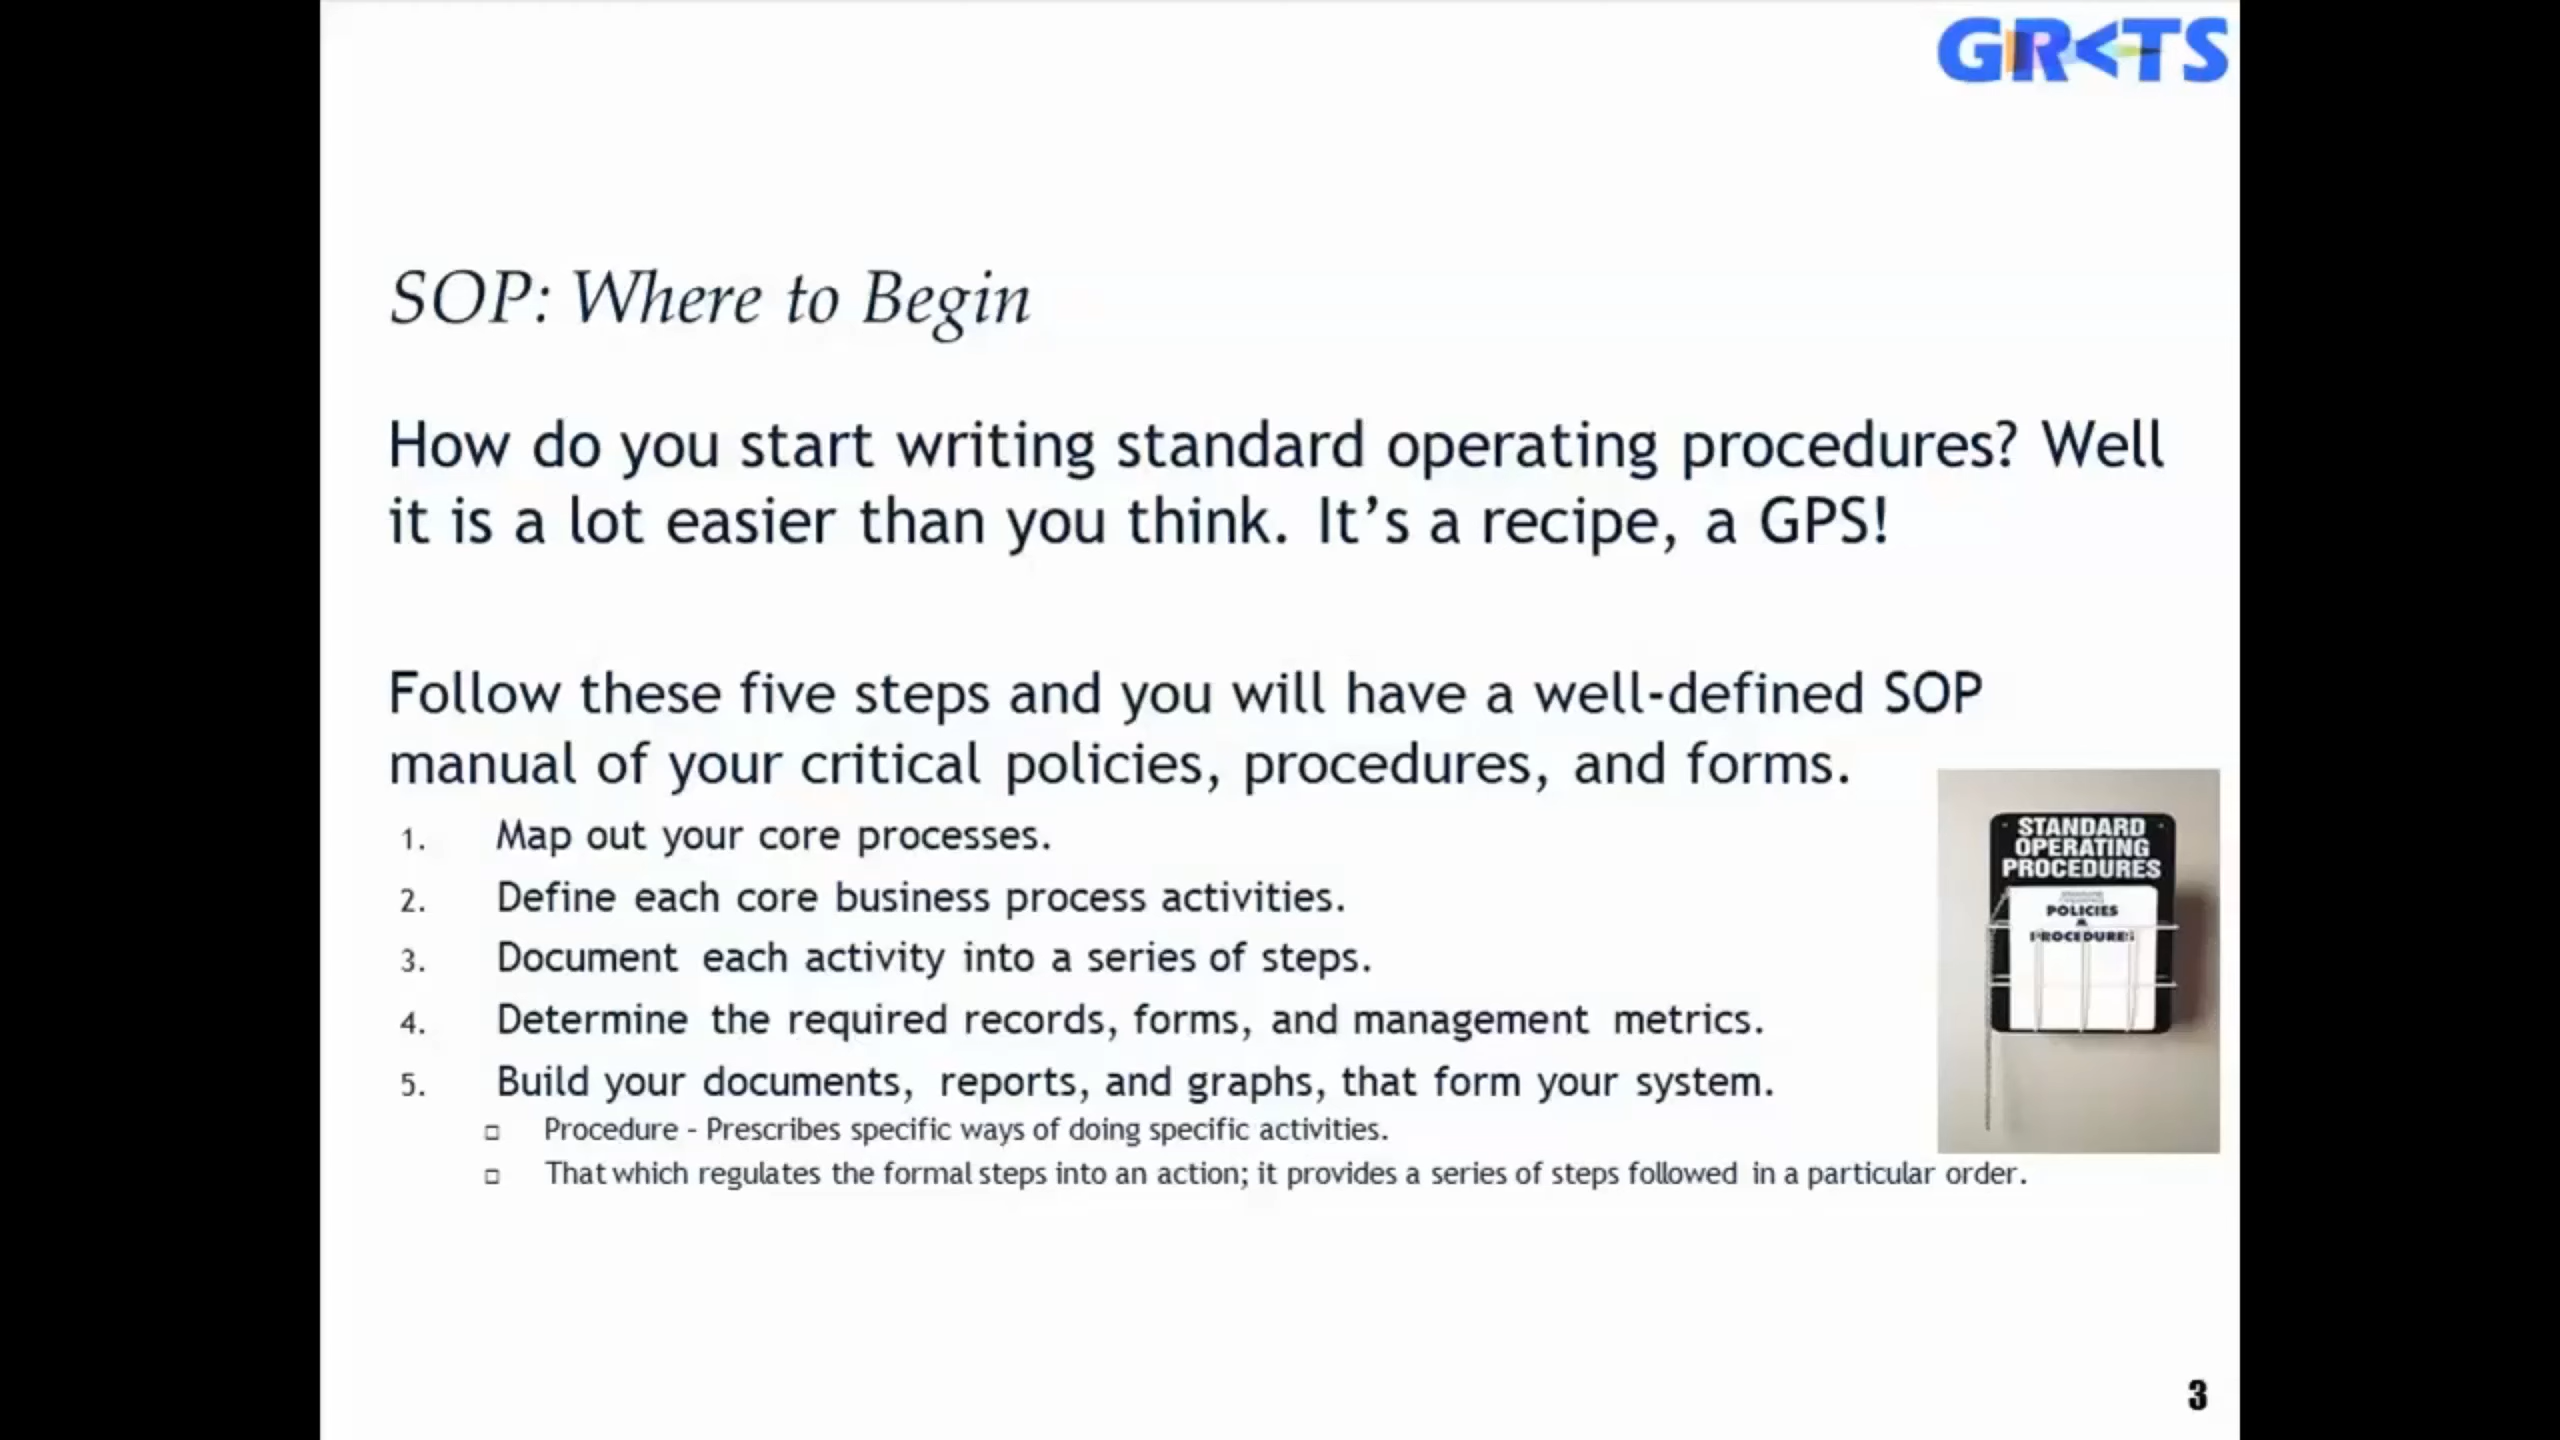 GRTS
SOP: Where to Begin
How do you start writing standard operating procedures? Well
it is a lot easier than you think. It’s a recipe, a GPS!
Follow these five steps and you will have a well-defined SOP
manual of your critical policies, procedures, and forms.
1. Map out your core processes.
2. Define each core business process activities.
3. Document each activity into a series of steps.
4. Determine the required records, forms, and management metrics.
5. Build your documents, reports, and graphs, that form your system.
Procedure - Prescribes specific ways of doing specific activities.
That which regulates the formal steps into an action; it provides a series of steps followed in a particular order.
STANDARD
OPERATING
PROCEDURES
POLICIES
&
PROCEDURES
3